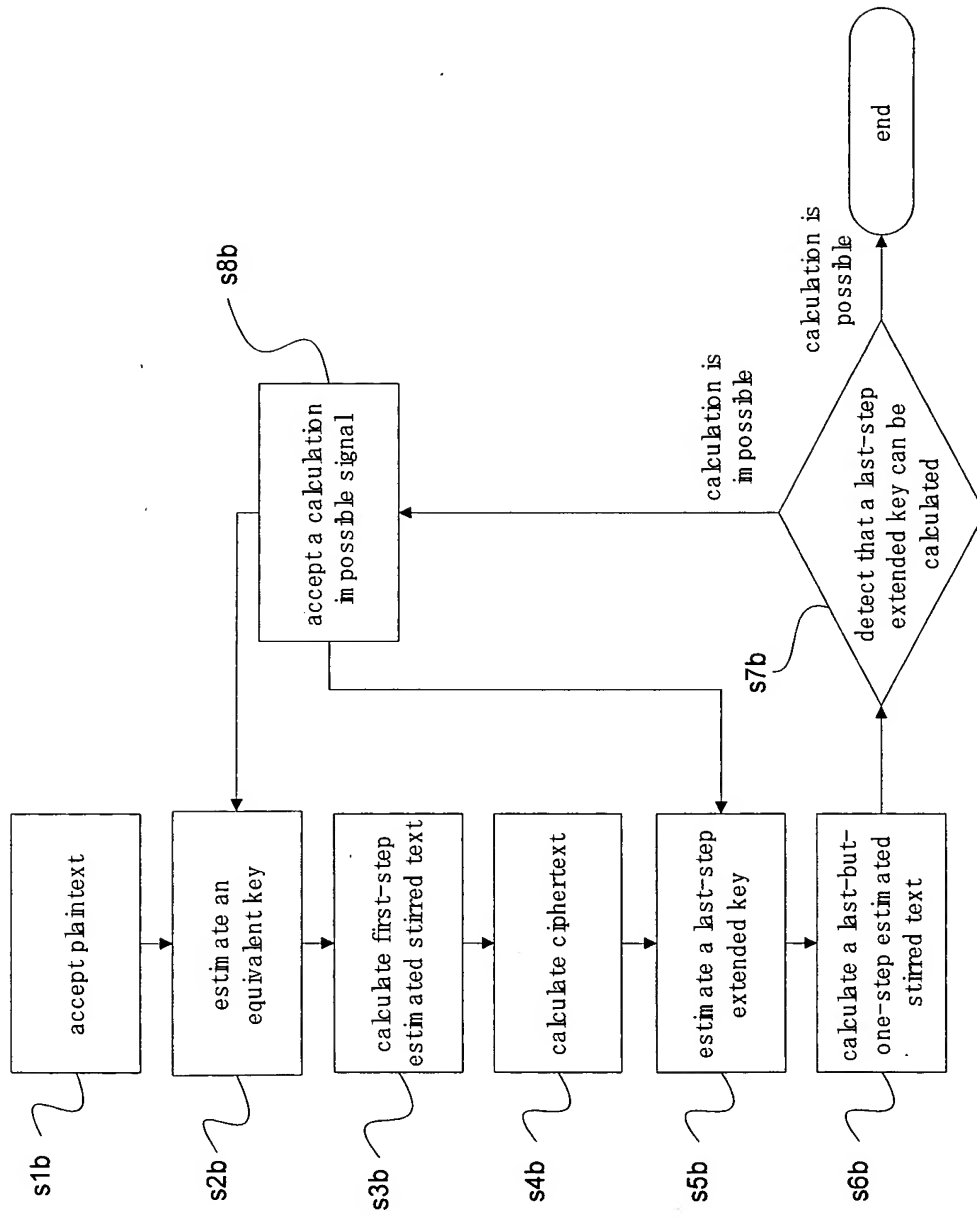 s1b
accept plaintext
s2b
estimate an
equivalent key
s3b
calculate first-step
estimated stirred text
s4b
calculate ciphertext
s5b
estimate a last-step
extended key
s6b
calculate a last-but-
one-step estimated
stirred text
s7b
detect that a last-step
extended key can be
calculated
calculation is
impossible
calculation is
possible
s8b
accept a calculation
impossible signal
end